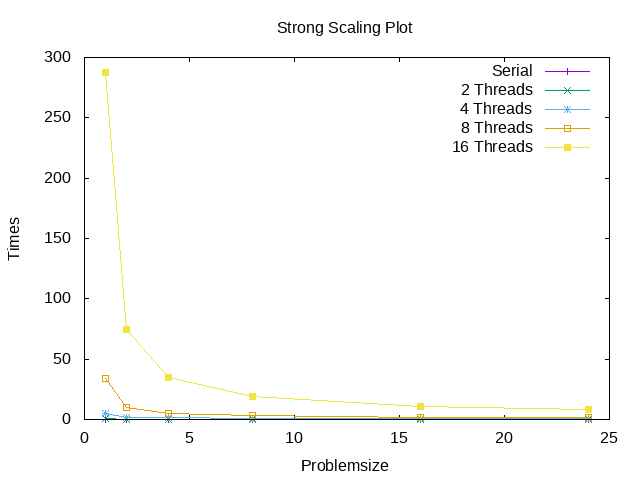 Strong Scaling Plot
300
250
200
150
100
50
0
Times
Serial
2 Threads
4 Threads
8 Threads
16 Threads
0 5 10 15 20 25
Problemsize